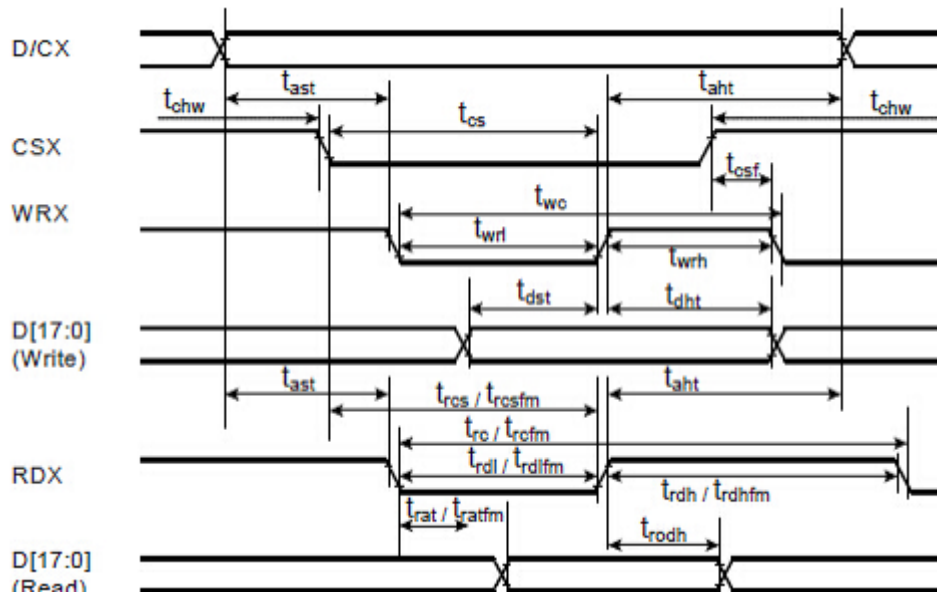 D/CX
tast
taht
tchw
tchw
tcs
CSX
tcsf
WRX
twc
twrl
twrh
tdst
tdht
D[17:0]
(Write)
tast
taht
trcs / trcsfm
trc / trcfm
RDX
trdl / trdlfm
trdh / trdhfm
trat / tratfm
trodh
D[17:0]
(Read)